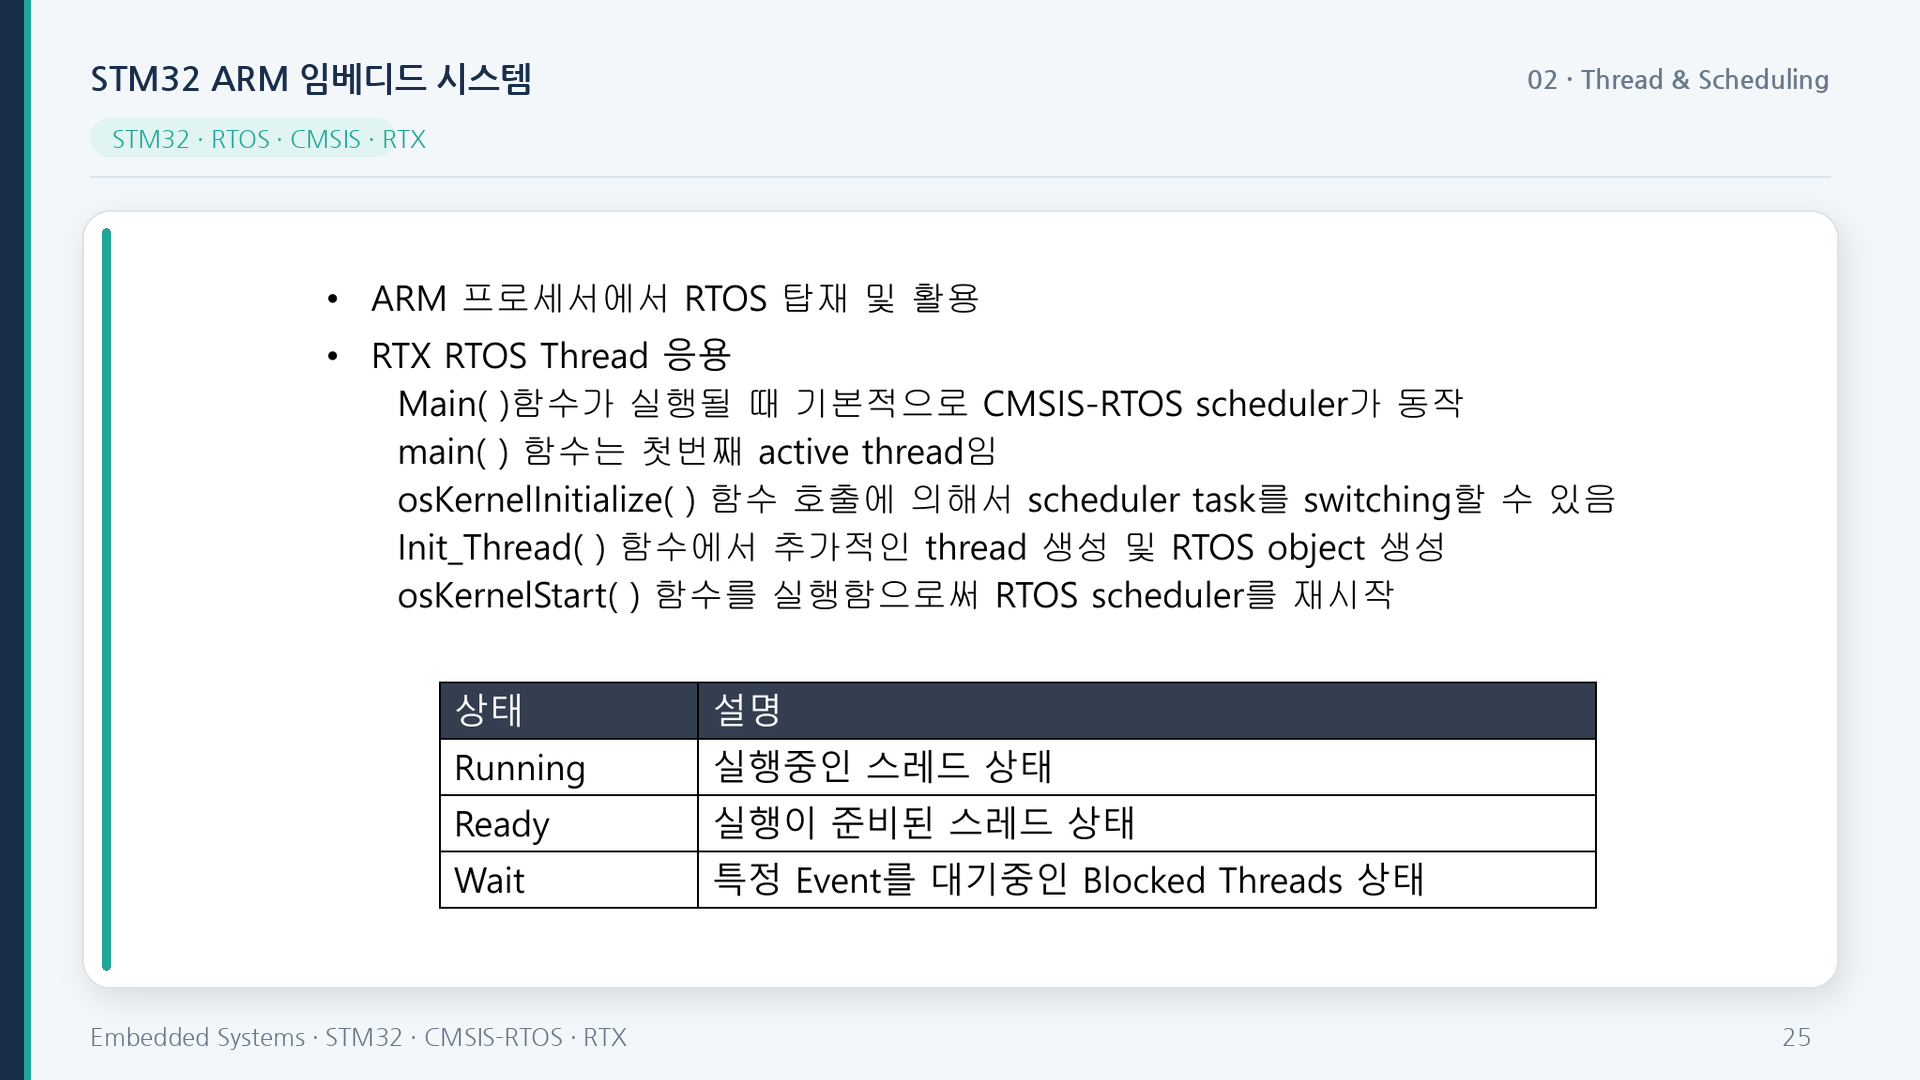 STM32 ARM 임베디드 시스템
02 · Thread & Scheduling
STM32 · RTOS · CMSIS · RTX
• ARM 프로세서에서 RTOS 탑재 및 활용
• RTX RTOS Thread 응용
Main( )함수가 실행될 때 기본적으로 CMSIS-RTOS scheduler가 동작
main( ) 함수는 첫번째 active thread임
osKernelInitialize( ) 함수 호출에 의해서 scheduler task를 switching할 수 있음
Init_Thread( ) 함수에서 추가적인 thread 생성 및 RTOS object 생성
osKernelStart( ) 함수를 실행함으로써 RTOS scheduler를 재시작
상태 설명
Running 실행중인 스레드 상태
Ready 실행이 준비된 스레드 상태
Wait 특정 Event를 대기중인 Blocked Threads 상태
Embedded Systems · STM32 · CMSIS-RTOS · RTX
25